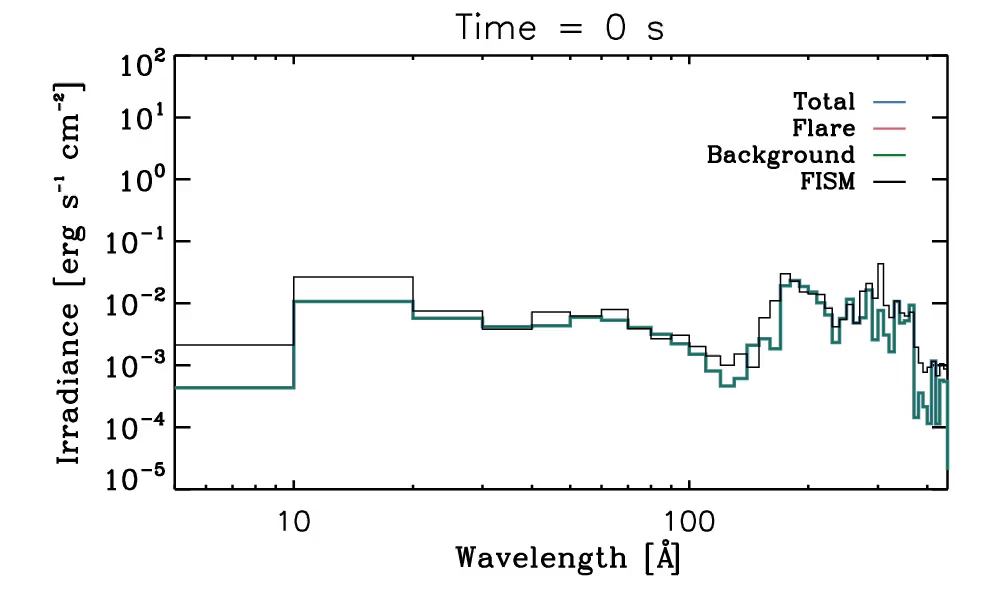 Time = 0 s
10²
10¹
10⁰
10⁻¹
10⁻²
10⁻³
10⁻⁴
10⁻⁵
Irradiance [erg s⁻¹ cm⁻²]
Total
Flare
Background
FISM
10 100
Wavelength [Å]